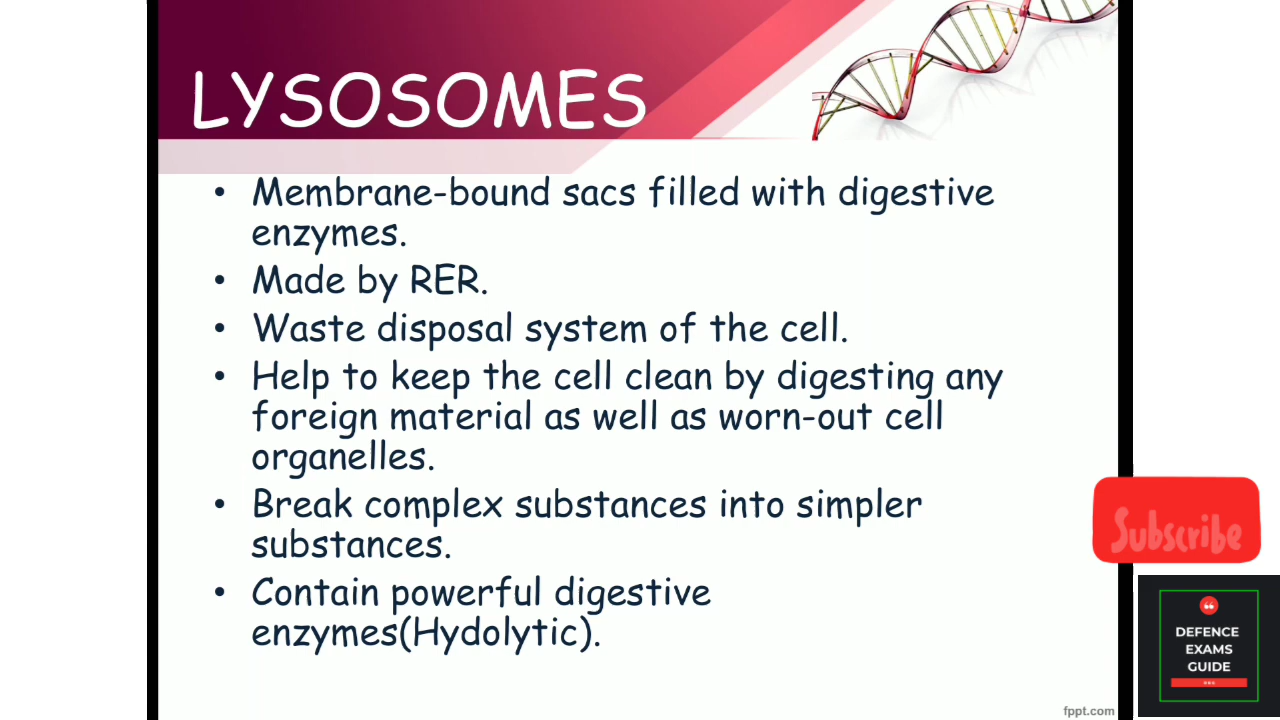 LYSOSOMES
• Membrane-bound sacs filled with digestive
enzymes.
• Made by RER.
• Waste disposal system of the cell.
• Help to keep the cell clean by digesting any
foreign material as well as worn-out cell
organelles.
• Break complex substances into simpler
substances.
• Contain powerful digestive
enzymes(Hydolytic).
Subscribe
DEFENCE
EXAMS
GUIDE
fppt.com